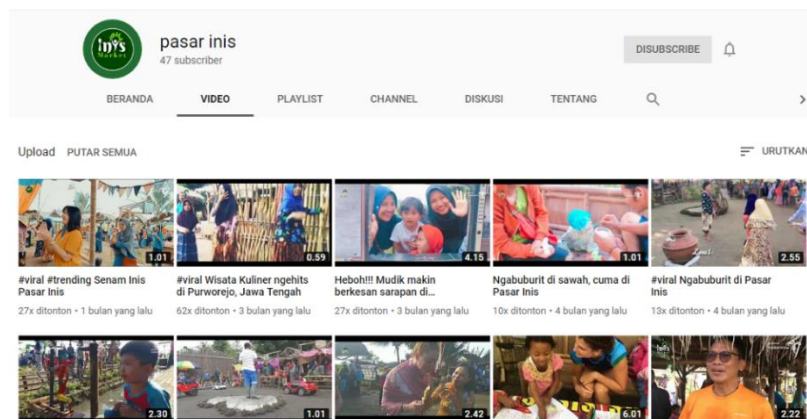 inis
Market
pasar inis
47 subscriber
DISUBSCRIBE
BERANDA
VIDEO
PLAYLIST
CHANNEL
DISKUSI
TENTANG
Upload
PUTAR SEMUA
URUTKAN
1.01
0.59
4.15
1.01
2.55
#viral #trending Senam Inis
Pasar Inis
27x ditonton • 1 bulan yang lalu
#viral Wisata Kuliner ngehits
di Purworejo, Jawa Tengah
62x ditonton • 3 bulan yang lalu
Heboh!!! Mudik makin
berkesan sarapan di...
27x ditonton • 3 bulan yang lalu
Ngabuburit di sawah, cuma di
Pasar Inis
10x ditonton • 4 bulan yang lalu
#viral Ngabuburit di Pasar
Inis
13x ditonton • 4 bulan yang lalu
2.30
1.01
2.42
6.01
2.22